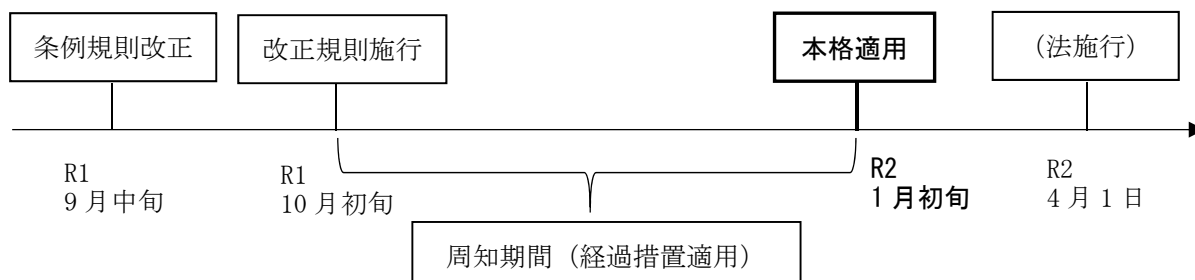 条例規則改正
改正規則施行
本格適用
(法施行)
R1
9月中旬
R1
10月初旬
R2
1月初旬
R2
4月1日
周知期間（経過措置適用）